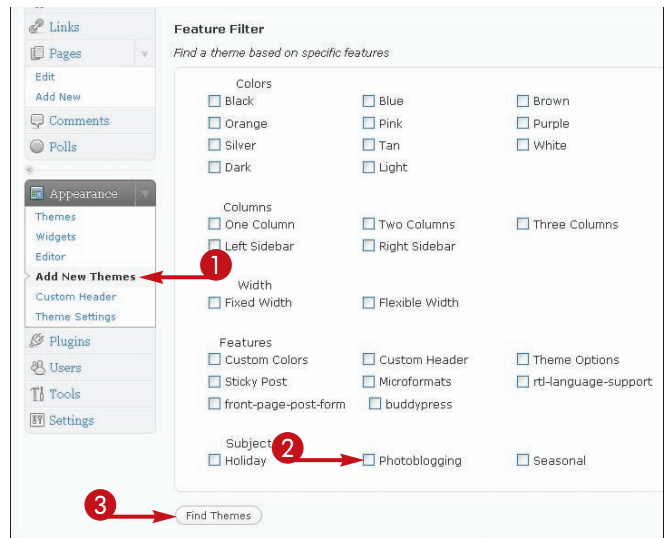 Links
Pages
Edit
Add New
Comments
Polls
Appearance
Themes
Widgets
Editor
Add New Themes
Custom Header
Theme Settings
Plugins
Users
Tools
Settings
Feature Filter
Find a theme based on specific features
Colors
Black Blue Brown
Orange Pink Purple
Silver Tan White
Dark Light
Columns
One Column Two Columns Three Columns
Left Sidebar Right Sidebar
1
Width
Fixed Width Flexible Width
Features
Custom Colors Custom Header Theme Options
Sticky Post Microformats rtl-language-support
front-page-post-form buddypress
Subject
2
Holiday Photoblogging Seasonal
3
Find Themes